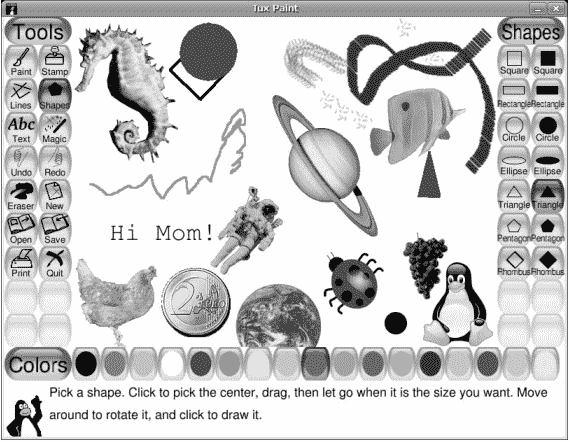 Tux Paint
Tools
Shapes
Paint Stamp
Square Square
Lines Shapes
Rectangle Rectangle
Abc
Text Magic
Circle Circle
Undo Redo
Ellipse Ellipse
Eraser New
Triangle Triangle
Hi Mom!
Open Save
Pentagon Pentagon
Print Quit
Rhombus Rhombus
2
Colors
Pick a shape. Click to pick the center, drag, then let go when it is the size you want. Move
around to rotate it, and click to draw it.